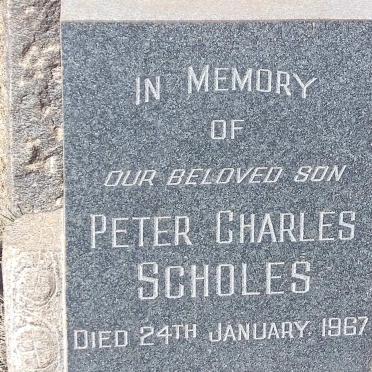 IN MEMORY
OF
OUR BELOVED SON
PETER CHARLES
SCHOLES
DIED 24TH JANUARY, 1967